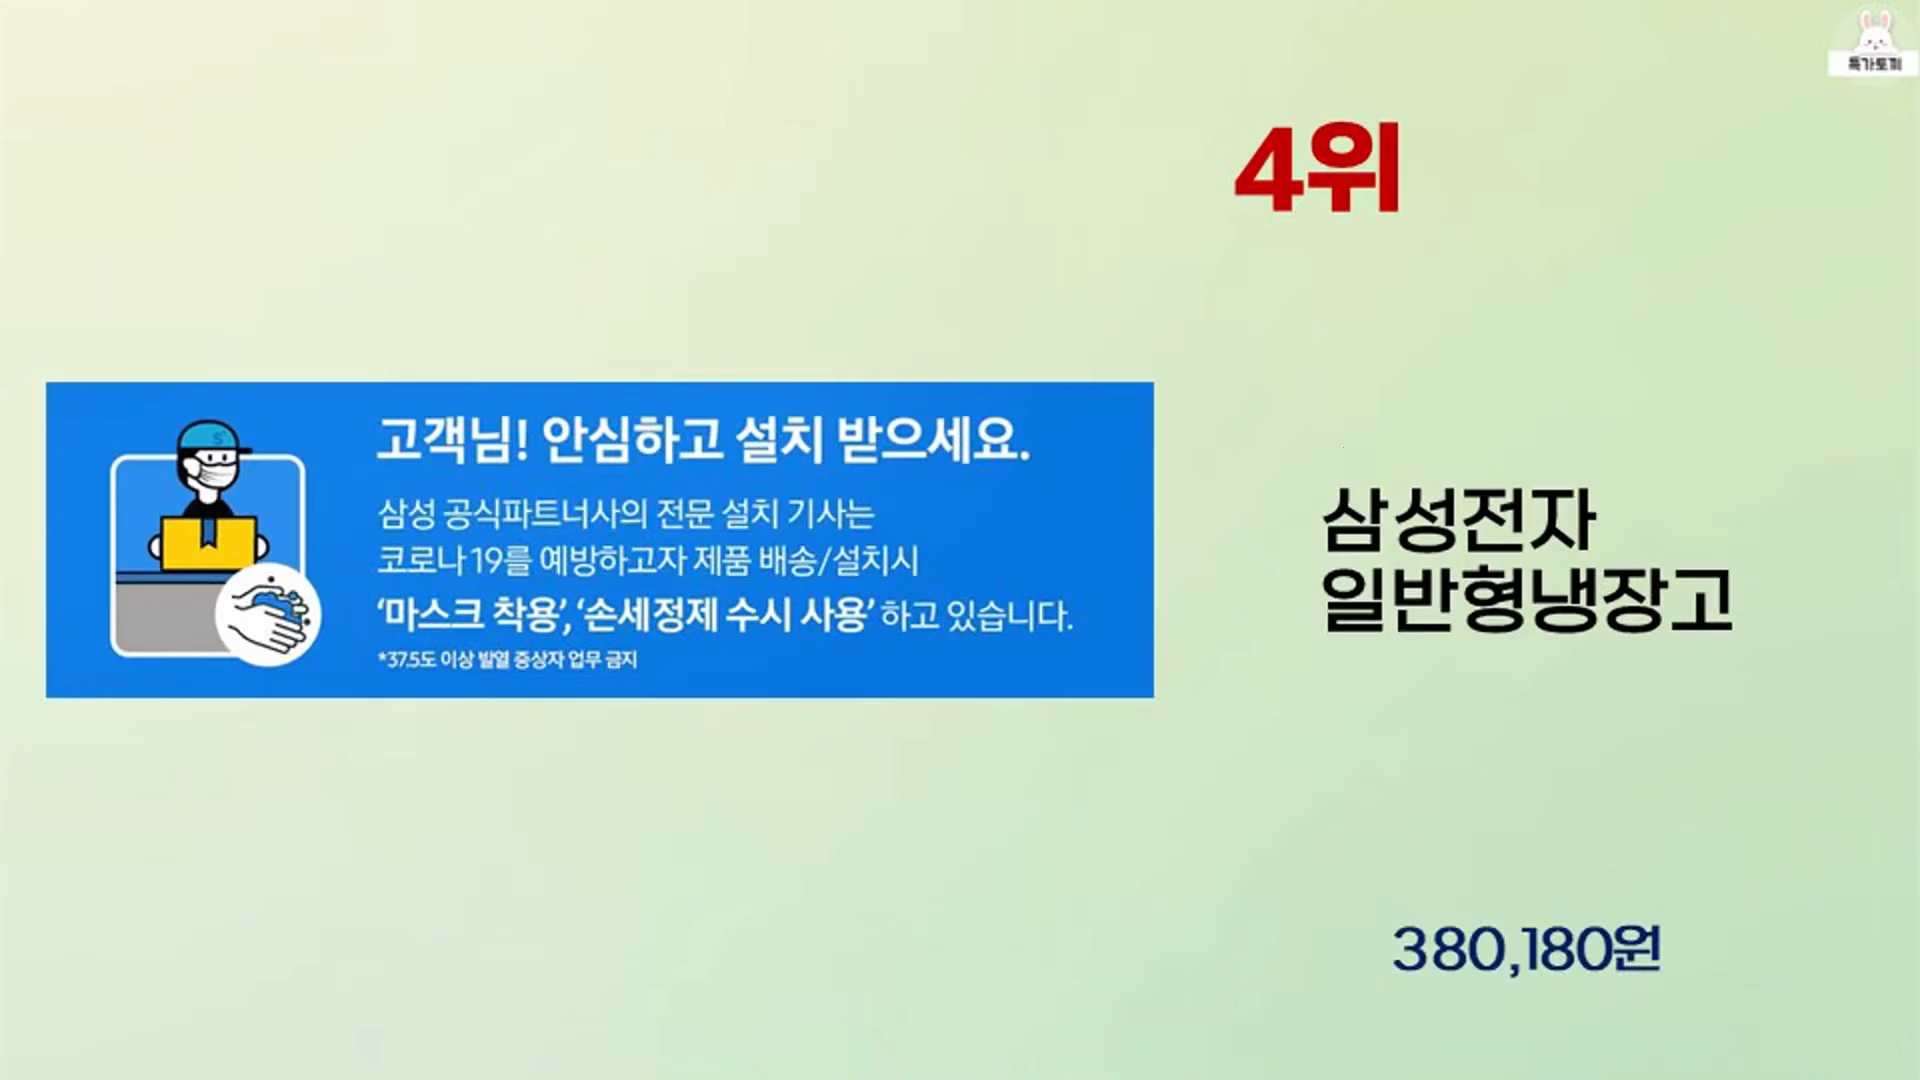 특가토끼
4위
고객님! 안심하고 설치 받으세요.
삼성 공식파트너사의 전문 설치 기사는
코로나19를 예방하고자 제품 배송/설치시
‘마스크 착용’, ‘손세정제 수시 사용’ 하고 있습니다.
*37.5도 이상 발열 증상자 업무 금지
삼성전자
일반형냉장고
380,180원